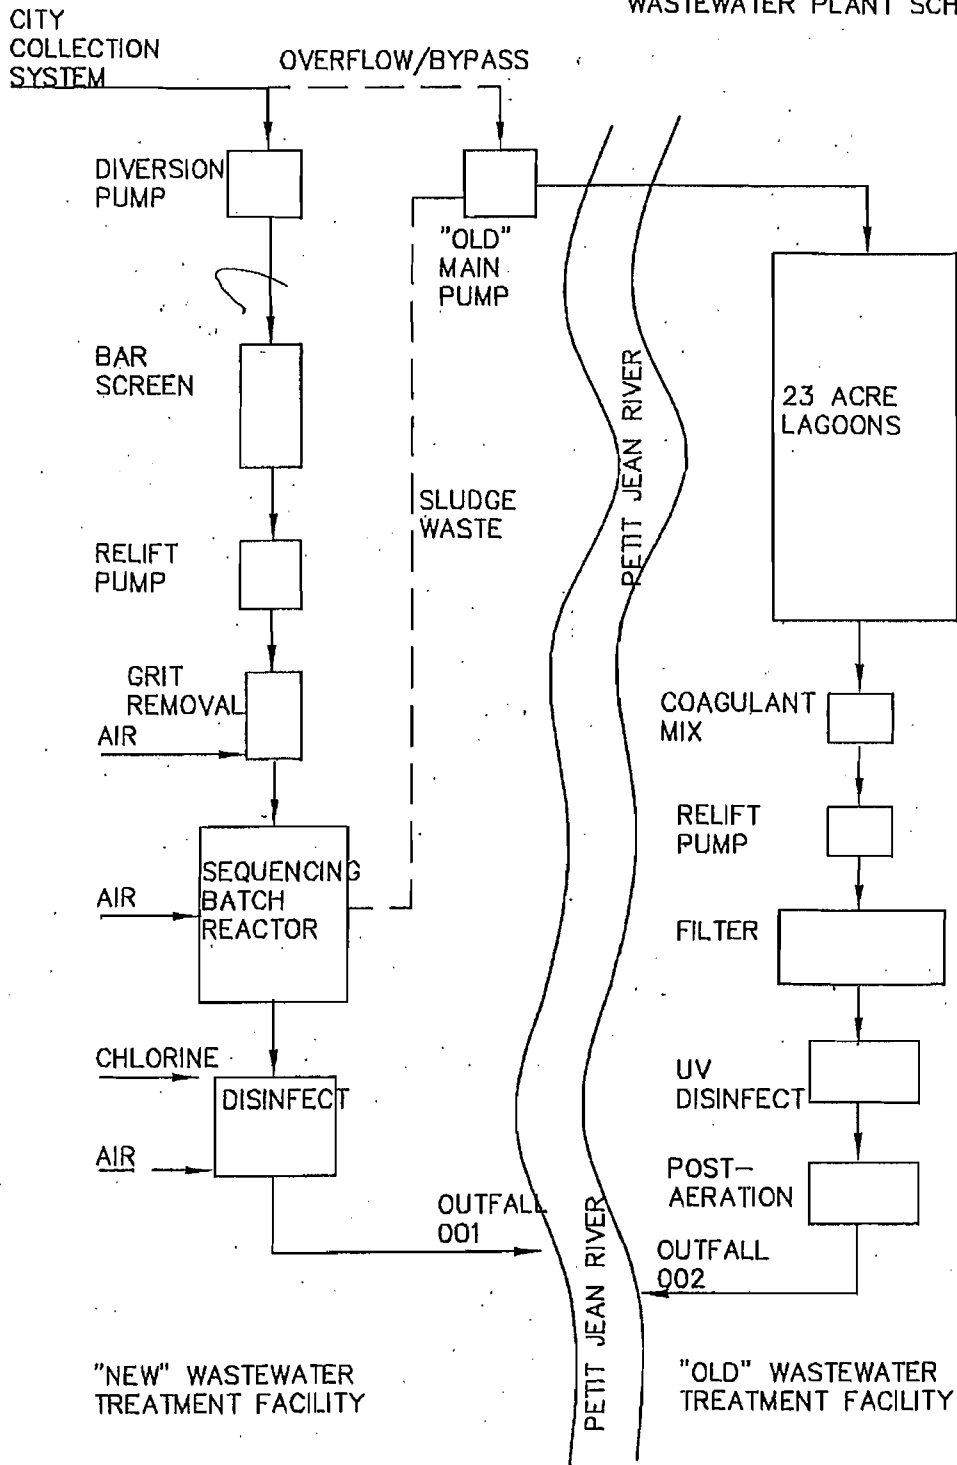 WASTEWATER PLANT SCH
CITY
COLLECTION
SYSTEM
OVERFLOW/BYPASS
DIVERSION
PUMP
"OLD"
MAIN
PUMP
BAR
SCREEN
PETIT JEAN RIVER
23 ACRE
LAGOONS
SLUDGE
WASTE
RELIFT
PUMP
GRIT
REMOVAL
AIR
COAGULANT
MIX
RELIFT
PUMP
SEQUENCING
BATCH
REACTOR
AIR
FILTER
CHLORINE
DISINFECT
AIR
UV
DISINFECT
POST-
AERATION
OUTFALL
001
PETIT JEAN RIVER
OUTFALL
002
"NEW" WASTEWATER
TREATMENT FACILITY
"OLD" WASTEWATER
TREATMENT FACILITY